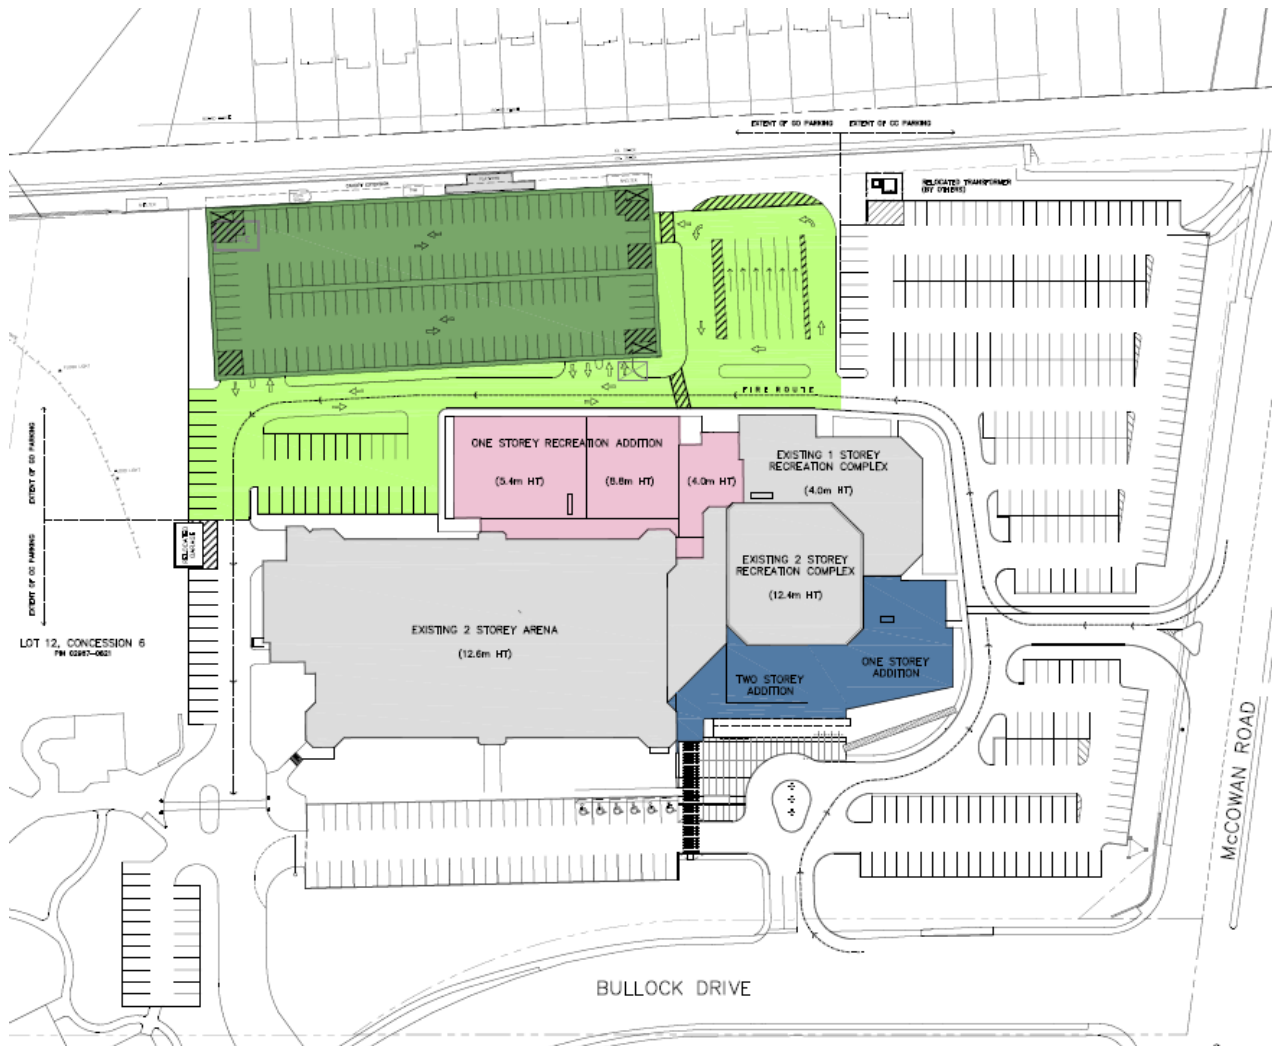 EXTENT OF GO PARKING
EXTENT OF CC PARKING
RELOCATED TRANSFORMER
(BY OTHERS)
FIRE ROUTE
ONE STOREY RECREATION ADDITION
(5.4m HT)
(8.8m HT)
(4.0m HT)
EXISTING 1 STOREY
RECREATION COMPLEX
(4.0m HT)
EXISTING 2 STOREY
RECREATION COMPLEX
(12.4m HT)
EXTENT OF GO PARKING
EXTENT OF CC PARKING
RELOCATED
GARAGE
EXISTING 2 STOREY ARENA
(12.6m HT)
ONE STOREY
ADDITION
TWO STOREY
ADDITION
LOT 12, CONCESSION 6
McCOWAN ROAD
BULLOCK DRIVE